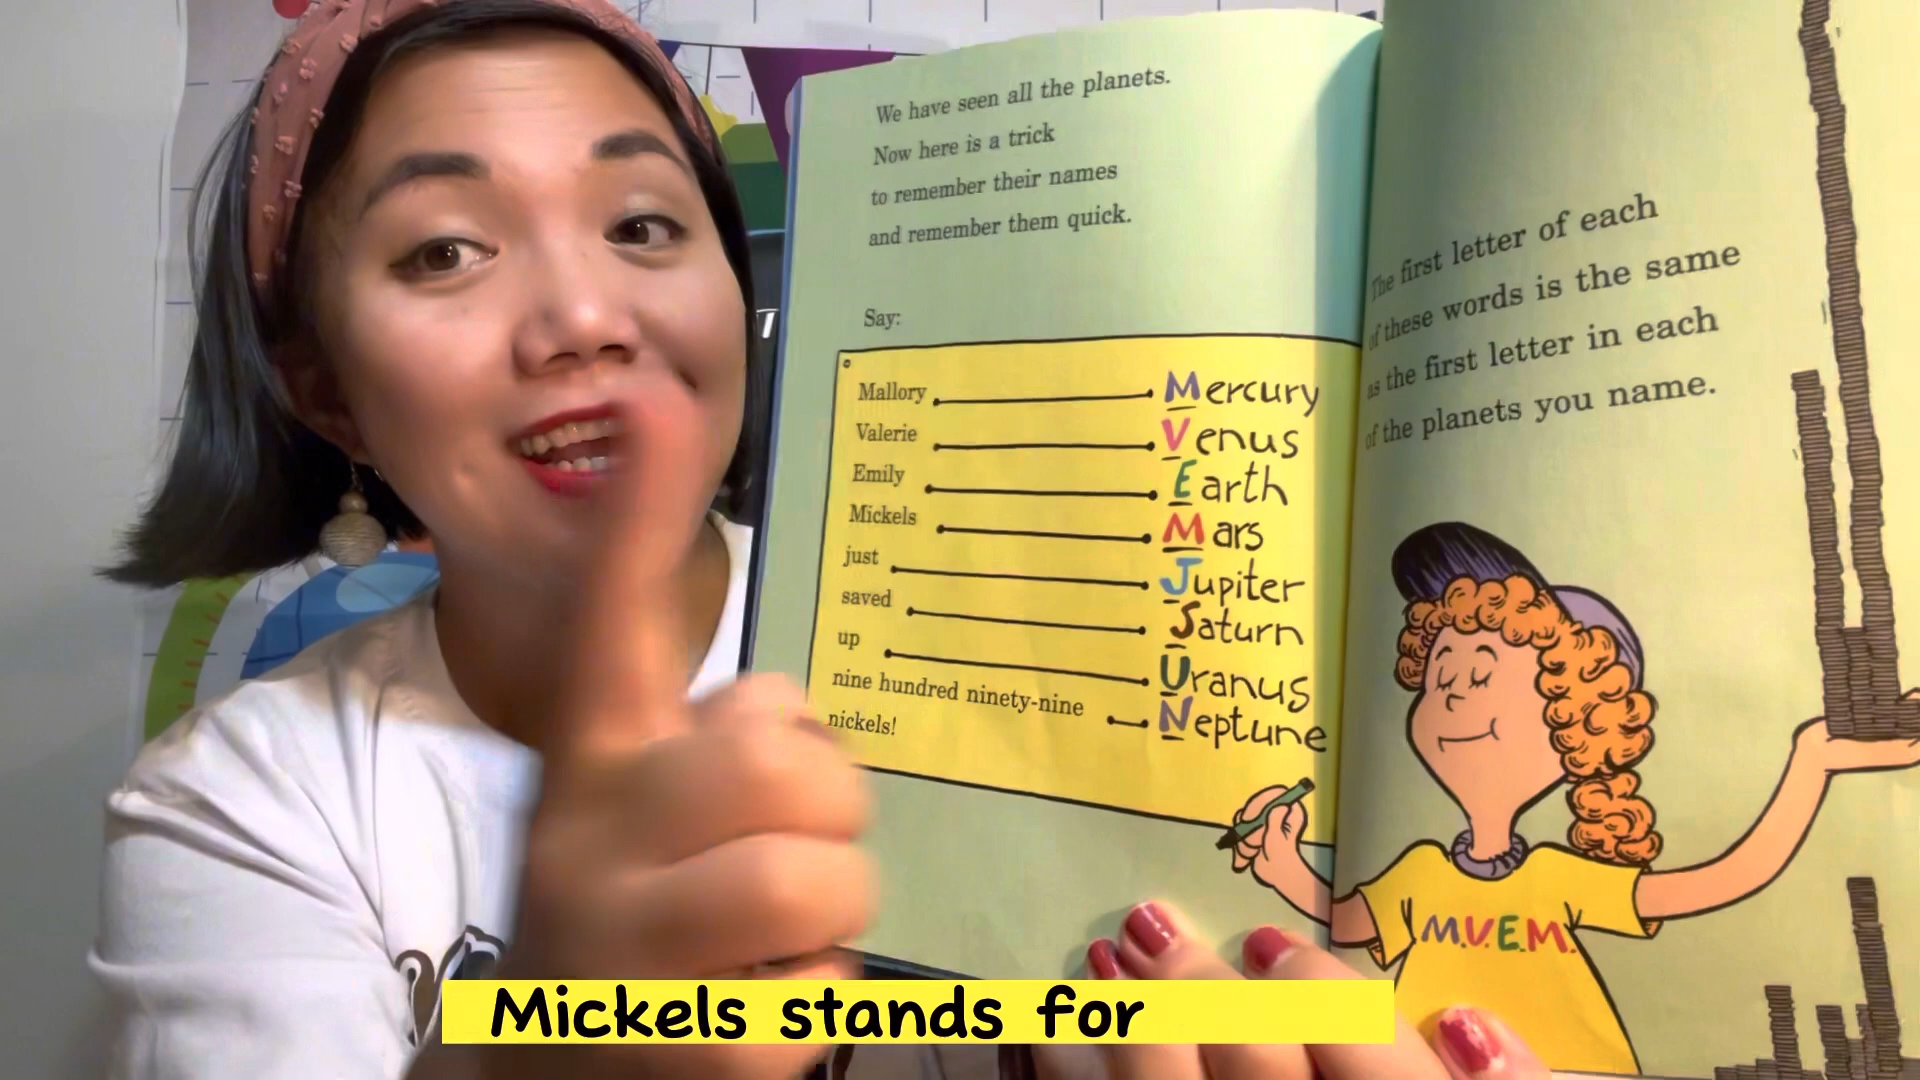 We have seen all the planets.
Now here is a trick
to remember their names
and remember them quick.
Say:
Mallory Mercury
Valerie Venus
Emily Earth
Mickels Mars
just Jupiter
saved Saturn
up Uranus
nine hundred ninety-nine Neptune
nickels!
The first letter of each
of these words is the same
as the first letter in each
of the planets you name.
M.V.E.M.
Mickels stands for